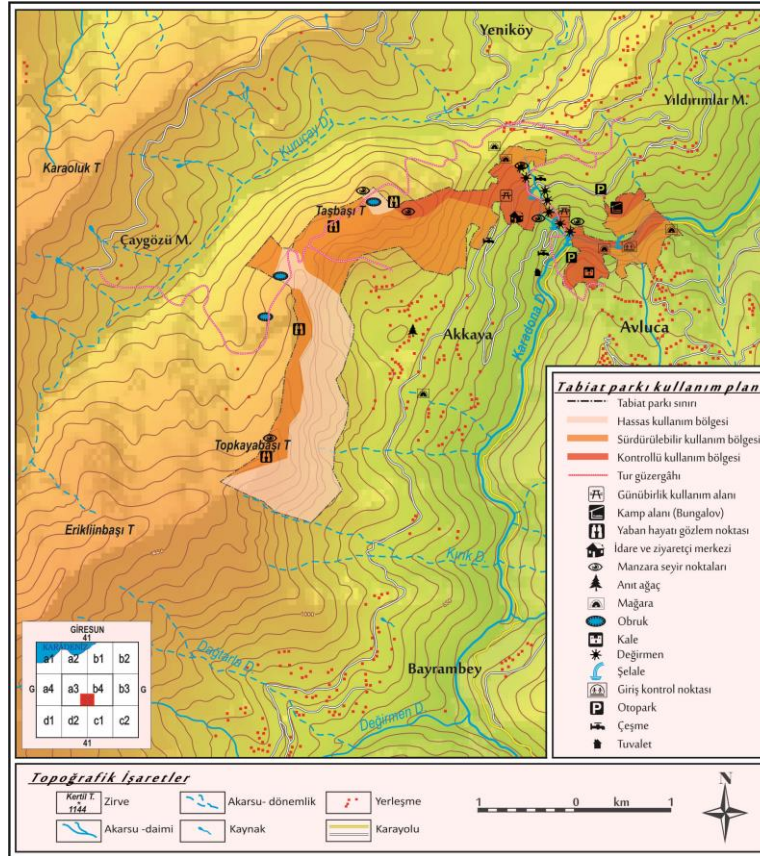 Yeniköy
Yıldırımlar M.
Kuruçay D.
Karaoluk T
Taşbaşı T
Çaygözü M.
Akkaya
Karadona D.
Avluca
Topkayabaşı T
Erikliinbaşı T
Kırık D.
Dağtarla D.
Bayrambey
Değirmen D.
GİRESUN
41
KARADENİZ
a1 a2 b1 b2
G a4 a3 b4 b3 G
d1 d2 c1 c2
41
Tabiat parkı kullanım planı
Tabiat parkı sınırı
Hassas kullanım bölgesi
Sürdürülebilir kullanım bölgesi
Kontrollü kullanım bölgesi
Tur güzergâhı
Günübirlik kullanım alanı
Kamp alanı (Bungalov)
Yaban hayatı gözlem noktası
İdare ve ziyaretçi merkezi
Manzara seyir noktaları
Anıt ağaç
Mağara
Obruk
Kale
Değirmen
Şelale
Giriş kontrol noktası
P Otopark
Çeşme
Tuvalet
Topoğrafik İşaretler
Kertil T.
1144
Zirve
Akarsu- dönemlik
Yerleşme
Akarsu -daimi
Kaynak
Karayolu
1 0 km 1
N